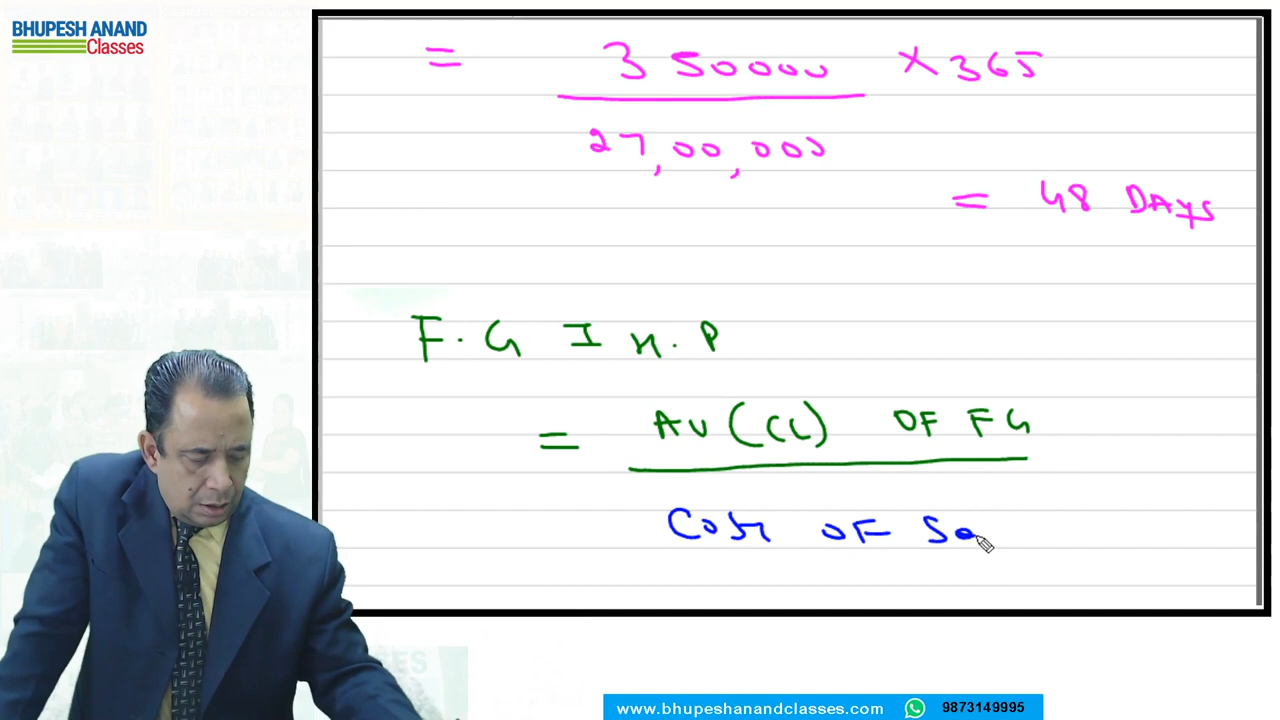 BHUPESH ANAND
Classes
= 350000 × 365
27,00,000
= 48 DAYS
F.G I H.P
= AV (CL) OF FG
Cost OF Sa
www.bhupeshanandclasses.com 9873149995